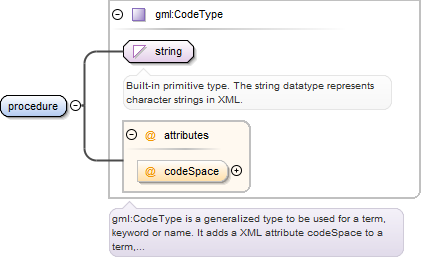 gml:CodeType
string
Built-in primitive type. The string datatype represents
character strings in XML.
procedure
@ attributes
@ codeSpace
gml:CodeType is a generalized type to be used for a term,
keyword or name. It adds a XML attribute codeSpace to a
term,...